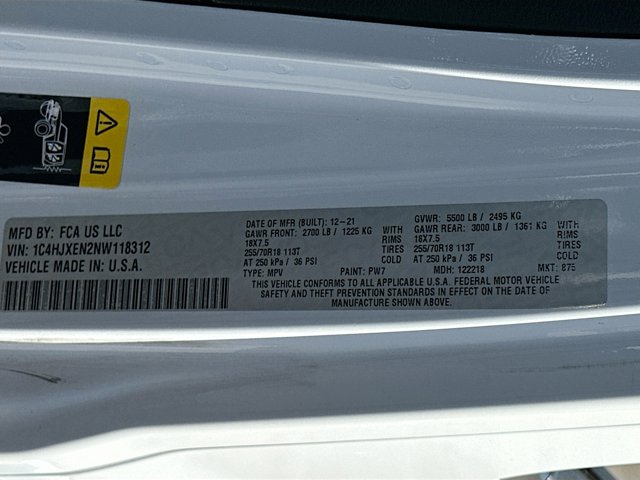 MFD BY: FCA US LLC
VIN: 1C4HJXEN2NW118312
VEHICLE MADE IN: U.S.A.
DATE OF MFR (BUILT): 12-21
GVWR: 5500 LB / 2495 KG
GAWR FRONT: 2700 LB / 1225 KG WITH
GAWR REAR: 3000 LB / 1361 KG WITH
18X7.5 RIMS
18X7.5 RIMS
255/70R18 113T TIRES
255/70R18 113T TIRES
AT 250 kPa / 36 PSI COLD
AT 250 kPa / 36 PSI COLD
TYPE: MPV PAINT: PW7 MDH: 122218 MKT: 875
THIS VEHICLE CONFORMS TO ALL APPLICABLE U.S.A. FEDERAL MOTOR VEHICLE
SAFETY AND THEFT PREVENTION STANDARDS IN EFFECT ON THE DATE OF
MANUFACTURE SHOWN ABOVE.